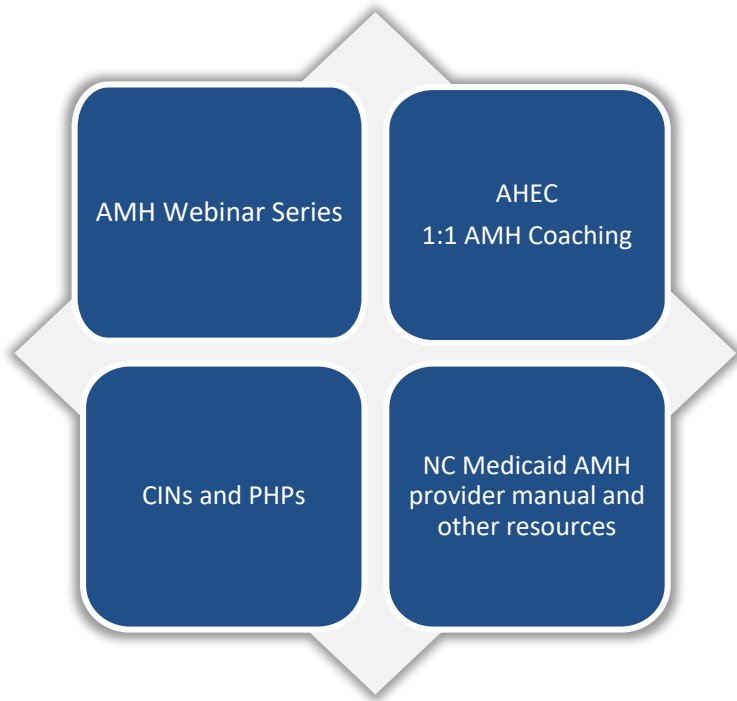 AMH Webinar Series
AHEC
1:1 AMH Coaching
CINs and PHPs
NC Medicaid AMH
provider manual and
other resources